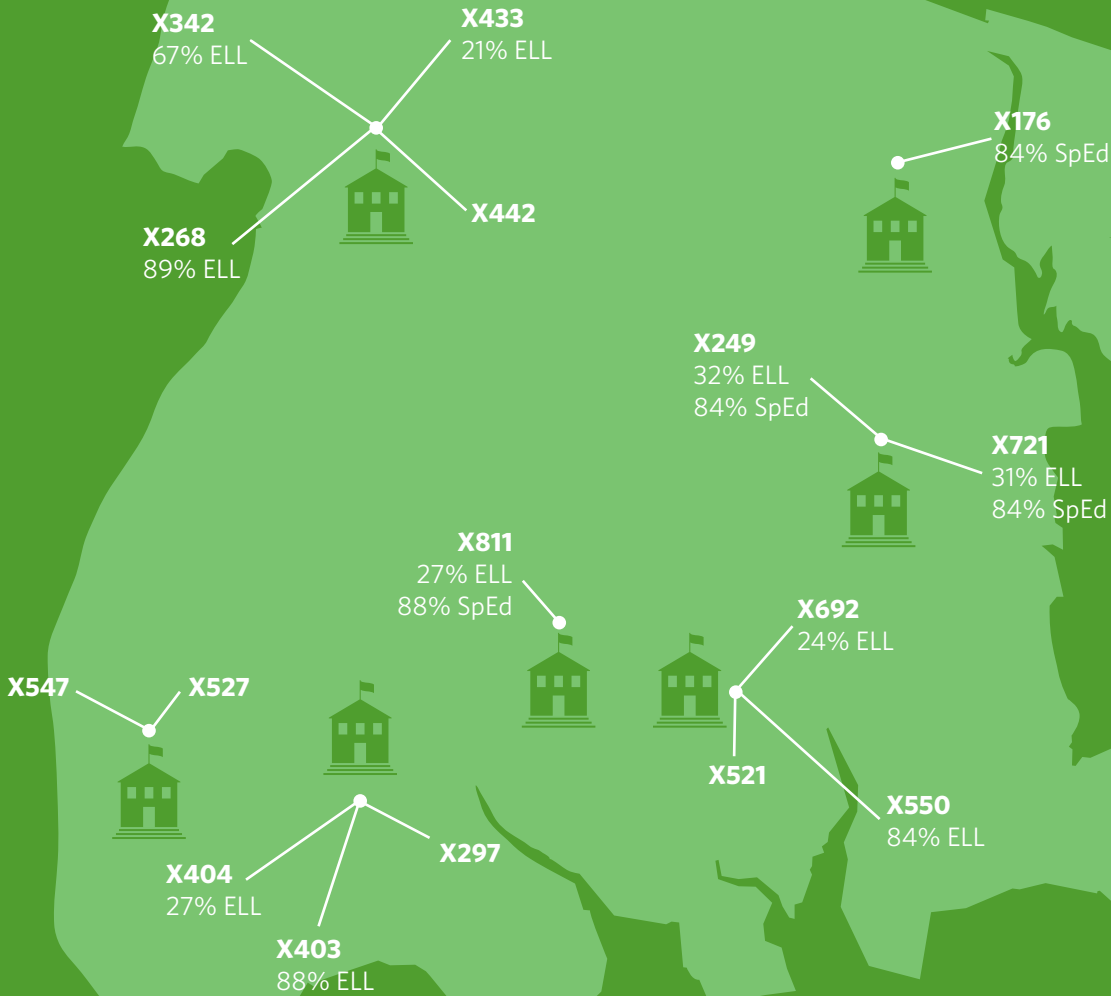 X342
67% ELL
X433
21% ELL
X176
84% SpEd
X268
89% ELL
X442
X249
32% ELL
84% SpEd
X721
31% ELL
84% SpEd
X811
27% ELL
88% SpEd
X692
24% ELL
X547
X527
X521
X550
84% ELL
X297
X404
27% ELL
X403
88% ELL